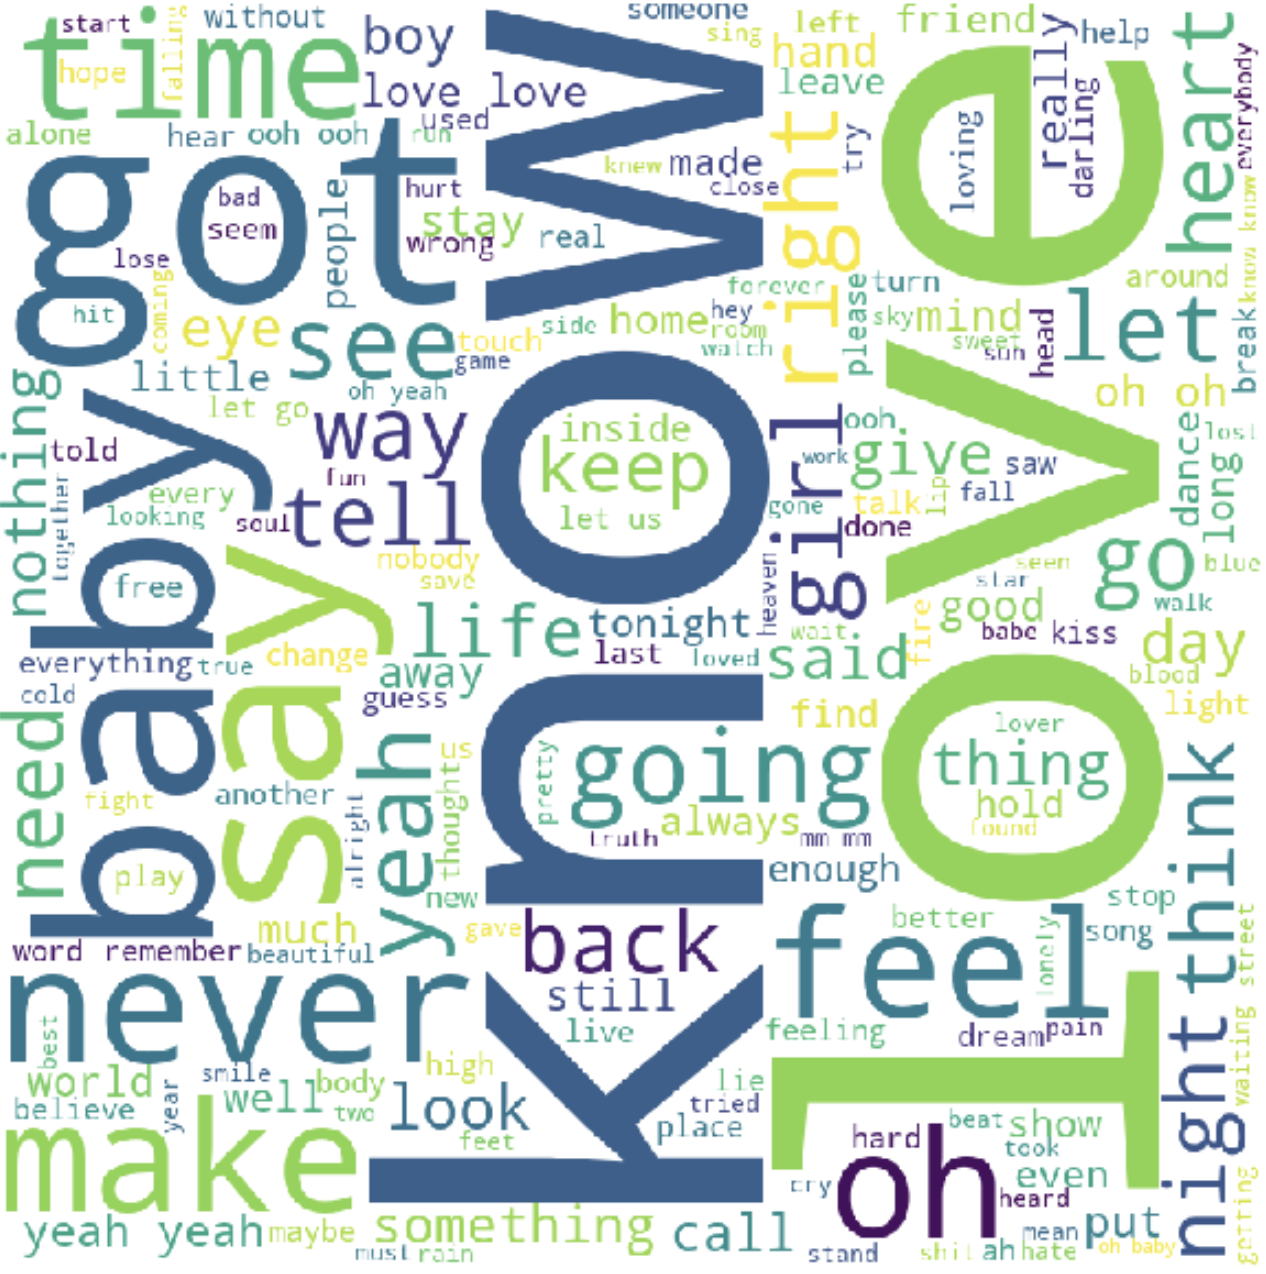 start
without
boy
someone
sing
left
friend
really
help
heart
time
hope
falling
love love
hand
leave
everybody
used
alone
hear
ooh ooh
run
right
try
loving
darling
know
love
got
bad
seem
people
hurt
stay
wrong
real
knew
made
close
know know
lose
hit
coming
eye
see
touch
game
side
home
forever
hey
room
watch
please
turn
sky
mind
sweet
sun
head
around
let
break
little
oh yeah
let go
nothing
told
together
baby
every
looking
soul
way
fun
tell
inside
keep
let us
girl
work
ooh
give
saw
oh oh
dance
long
lost
talk
lip
fall
gone
done
nobody
save
heaven
seen
star
go
blue
walk
free
say
life
tonight
last
loved
wait
said
fire
good
babe
kiss
day
blood
light
everything
true
change
away
guess
cold
need
find
lover
thing
hold
found
think
us
pretty
going
always
truth
mm mm
fight
another
alright
yeah
thought
enough
play
new
stop
much
gave
back
better
feel
lonely
song
street
word
remember
beautiful
still
never
live
feeling
dream
pain
night
waiting
best
world
smile
high
believe
year
well
body
two
look
feet
lie
tried
place
beat
show
took
make
hard
oh
even
heard
cry
yeah yeah
maybe
something
call
mean
put
getting
must
rain
stand
shit
ah
hate
oh baby
I